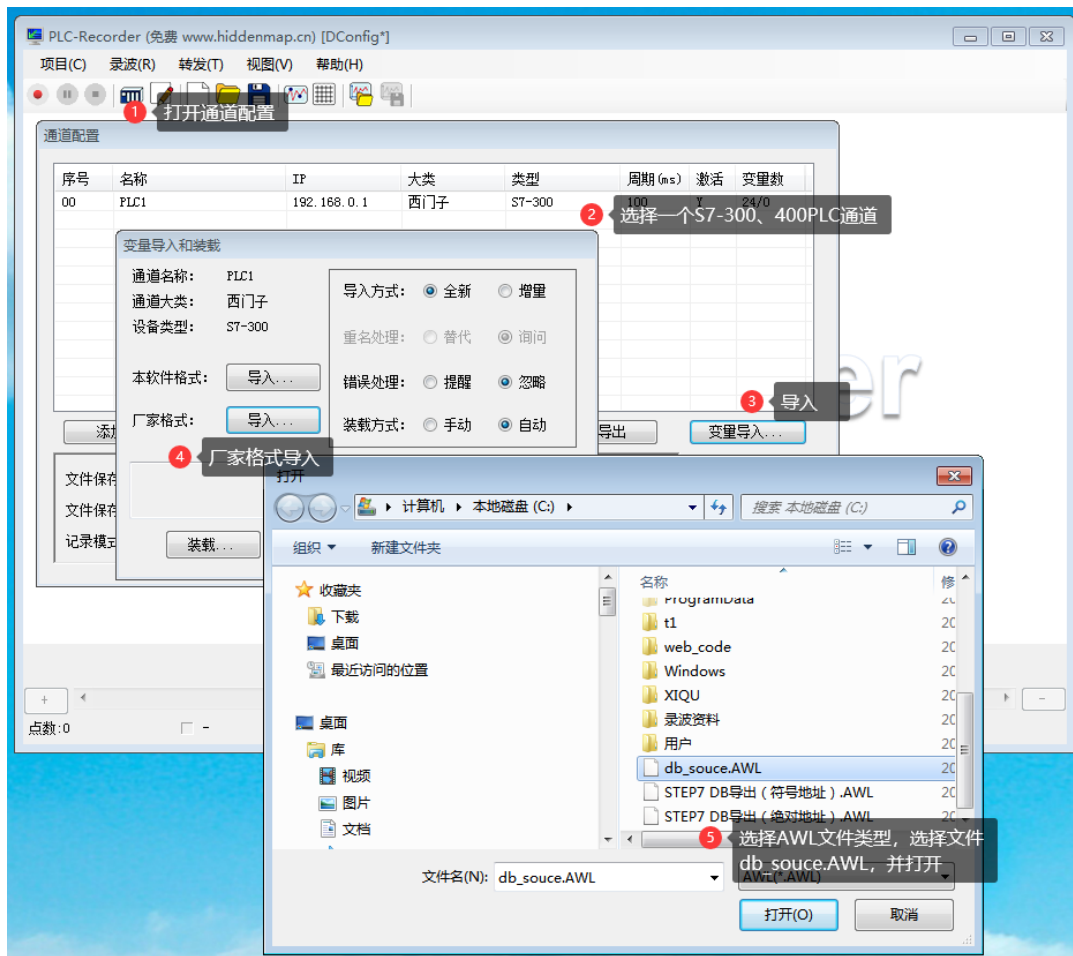 PLC-Recorder (免费 www.hiddenmap.cn) [DConfig*]
项目(C) 录波(R) 转发(T) 视图(V) 帮助(H)
1 打开通道配置
通道配置
序号 名称 IP 大类 类型 周期(ms) 激活 变量数
00 PLC1 192.168.0.1 西门子 S7-300 100 Y 24/0
2 选择一个S7-300、400PLC通道
变量导入和装载
通道名称: PLC1
通道大类: 西门子
设备类型: S7-300
导入方式: 全新 增量
重名处理: 替代 询问
错误处理: 提醒 忽略
装载方式: 手动 自动
本软件格式: 导入...
厂家格式: 导入...
er
3 导入
添加
导出
变量导入...
4 厂家格式导入
文件保存
文件保存
记录模式
装载...
打开
计算机 本地磁盘 (C:)
搜索 本地磁盘 (C:)
组织 新建文件夹
收藏夹
下载
桌面
最近访问的位置
桌面
库
视频
图片
文档
名称 修
ProgramData 20
t1 20
web_code 20
Windows 20
XIQU 20
录波资料 20
用户 20
db_souce.AWL 20
STEP7 DB导出（符号地址）.AWL 20
STEP7 DB导出（绝对地址）.AWL 20
5 选择AWL文件类型，选择文件
db_souce.AWL，并打开
文件名(N): db_souce.AWL
AWL(*.AWL)
打开(O) 取消
+ -
点数:0 -